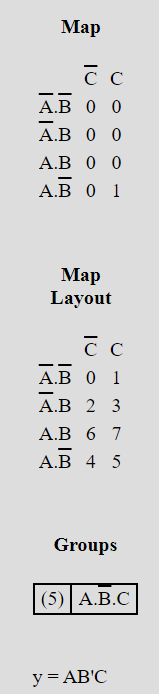 Map
C̅ C
A̅.B̅ 0 0
A̅.B 0 0
A.B 0 0
A.B̅ 0 1
Map
Layout
C̅ C
A̅.B̅ 0 1
A̅.B 2 3
A.B 6 7
A.B̅ 4 5
Groups
(5) A.B̅.C
y = AB'C